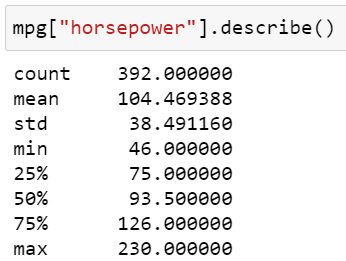 mpg["horsepower"].describe()
count 392.000000
mean 104.469388
std 38.491160
min 46.000000
25% 75.000000
50% 93.500000
75% 126.000000
max 230.000000